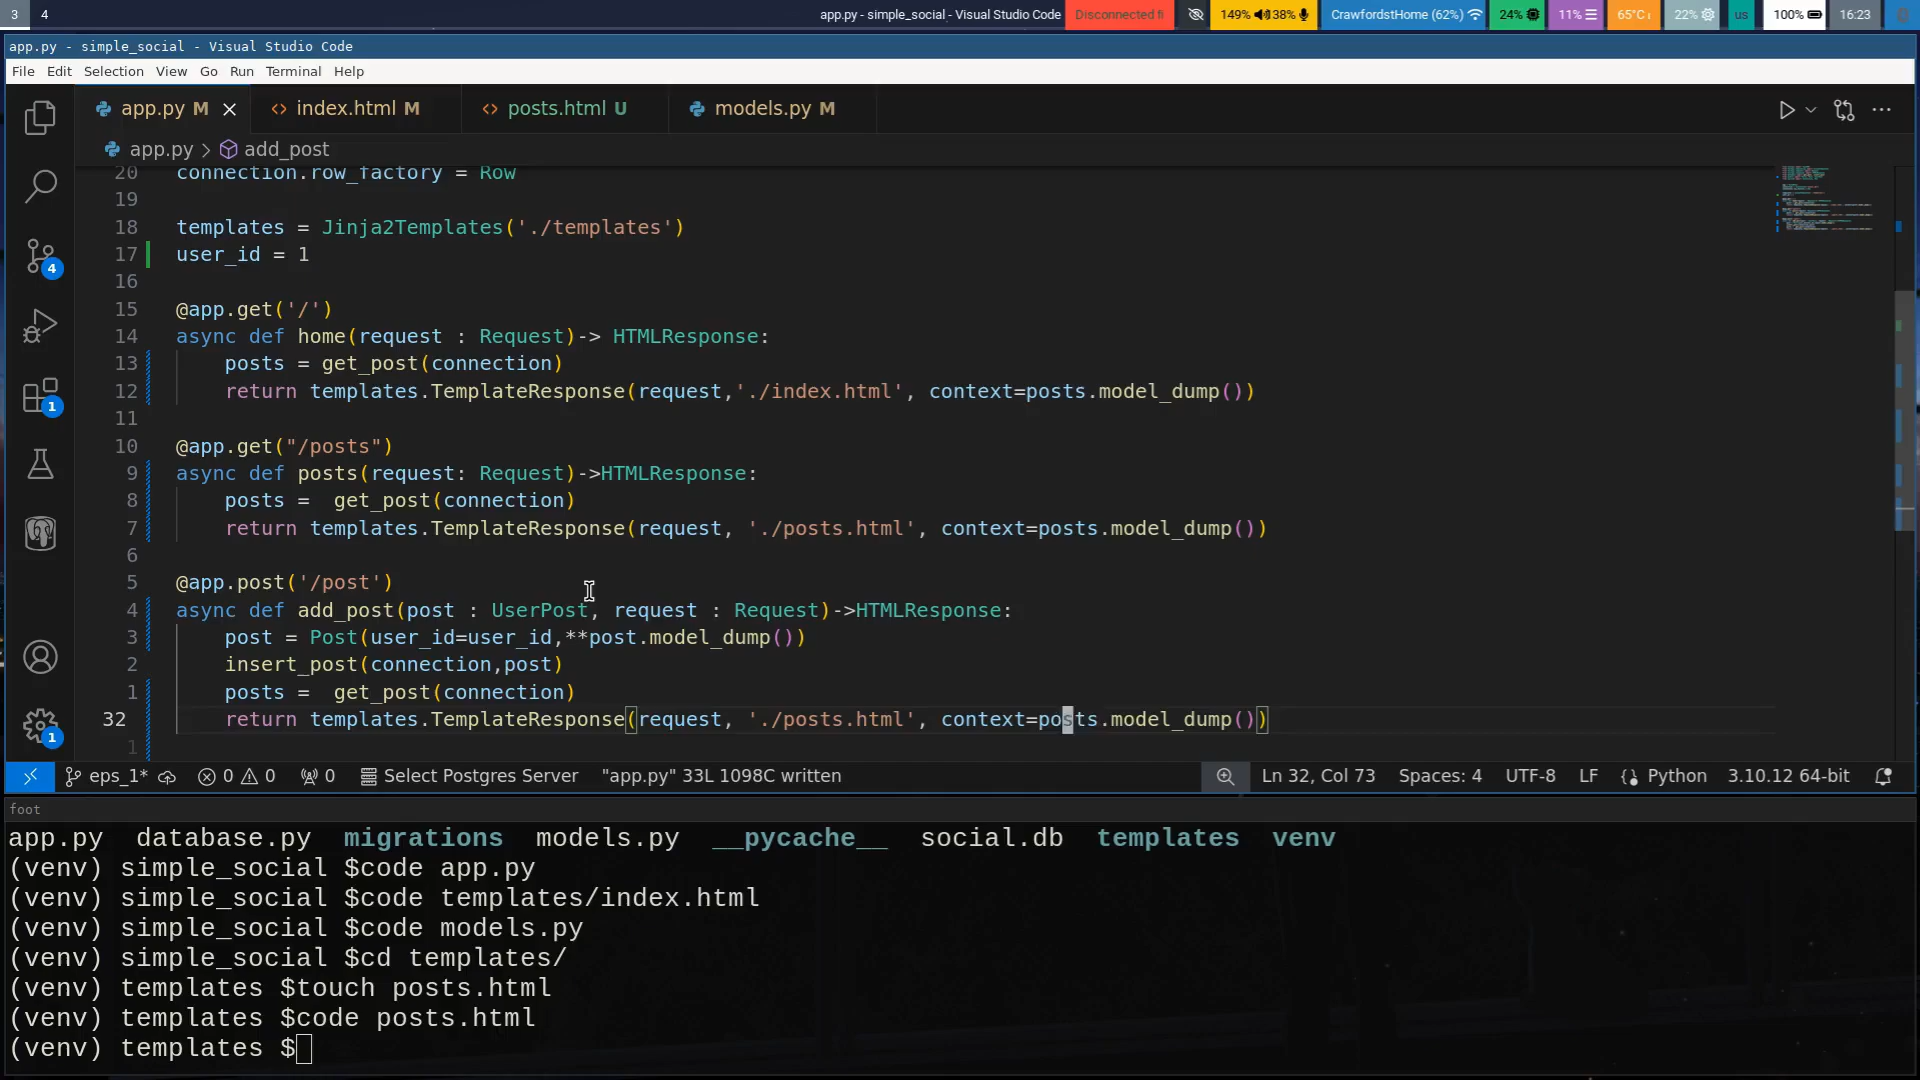 3 4 app.py - simple_social - Visual Studio Code Disconnected 149% 38% CrawfordstHome (62%) 24% 11% 65°C 22% us 100% 16:23
app.py - simple_social - Visual Studio Code
File Edit Selection View Go Run Terminal Help
app.py M index.html M posts.html U models.py M
app.py > add_post
20 connection.row_factory = Row
19
18 templates = Jinja2Templates('./templates')
17 user_id = 1
16
15 @app.get('/')
14 async def home(request : Request)-> HTMLResponse:
13 posts = get_post(connection)
12 return templates.TemplateResponse(request,'./index.html', context=posts.model_dump())
11
10 @app.get("/posts")
9 async def posts(request: Request)->HTMLResponse:
8 posts =  get_post(connection)
7 return templates.TemplateResponse(request, './posts.html', context=posts.model_dump())
6
5 @app.post('/post')
4 async def add_post(post : UserPost, request : Request)->HTMLResponse:
3 post = Post(user_id=user_id,**post.model_dump())
2 insert_post(connection,post)
1 posts =  get_post(connection)
32 return templates.TemplateResponse(request, './posts.html', context=posts.model_dump())
1
4
1
1
eps_1* 0 0 0 Select Postgres Server "app.py" 33L 1098C written Ln 32, Col 73 Spaces: 4 UTF-8 LF Python 3.10.12 64-bit
foot
app.py database.py migrations models.py __pycache__ social.db templates venv
(venv) simple_social $code app.py
(venv) simple_social $code templates/index.html
(venv) simple_social $code models.py
(venv) simple_social $cd templates/
(venv) templates $touch posts.html
(venv) templates $code posts.html
(venv) templates $